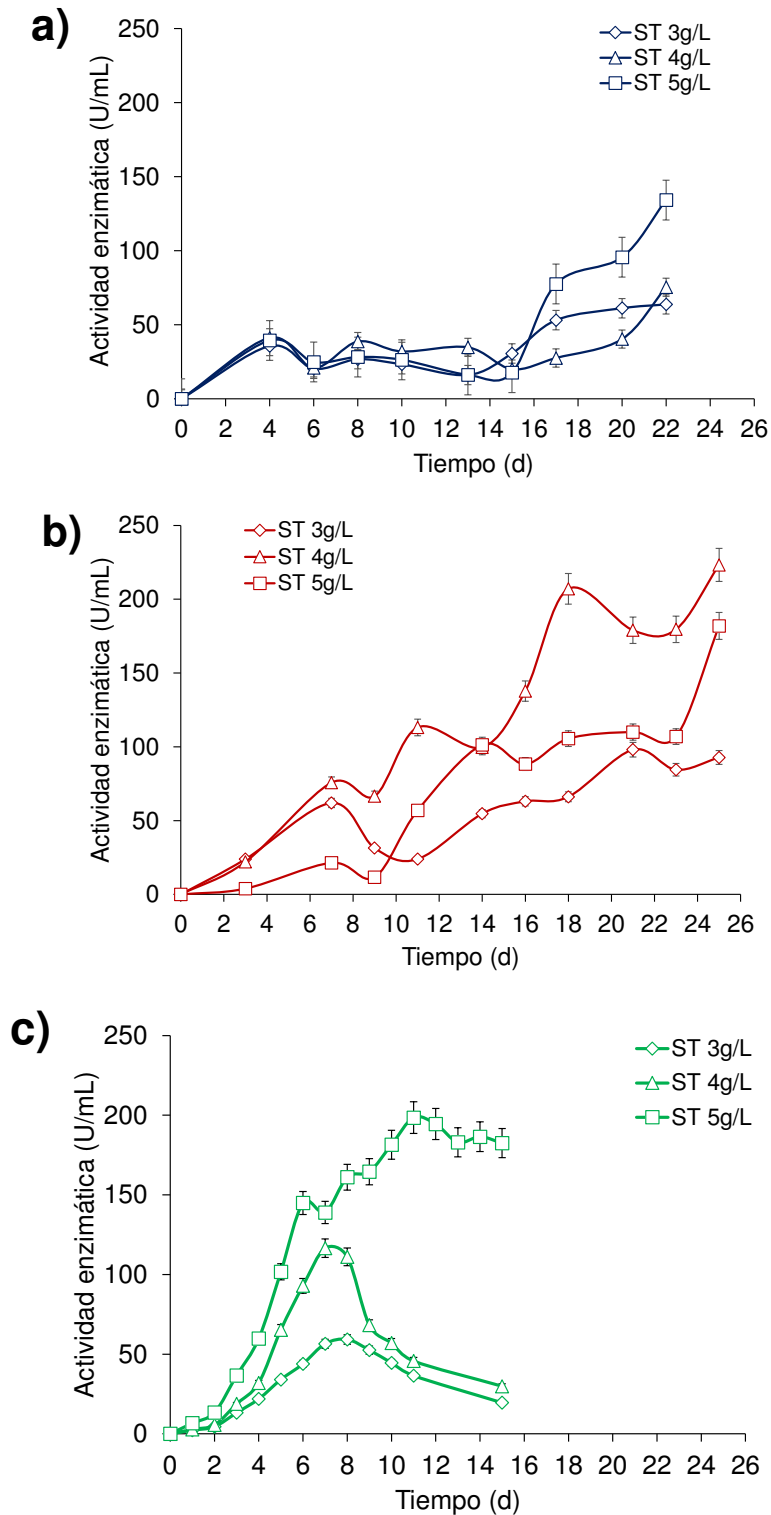 a)
ST 3g/L
ST 4g/L
ST 5g/L
Actividad enzimática (U/mL)
250
200
150
100
50
0
0 2 4 6 8 10 12 14 16 18 20 22 24 26
Tiempo (d)
b)
ST 3g/L
ST 4g/L
ST 5g/L
Actividad enzimática (U/mL)
250
200
150
100
50
0
0 2 4 6 8 10 12 14 16 18 20 22 24 26
Tiempo (d)
c)
ST 3g/L
ST 4g/L
ST 5g/L
Actividad enzimática (U/mL)
250
200
150
100
50
0
0 2 4 6 8 10 12 14 16 18 20 22 24 26
Tiempo (d)